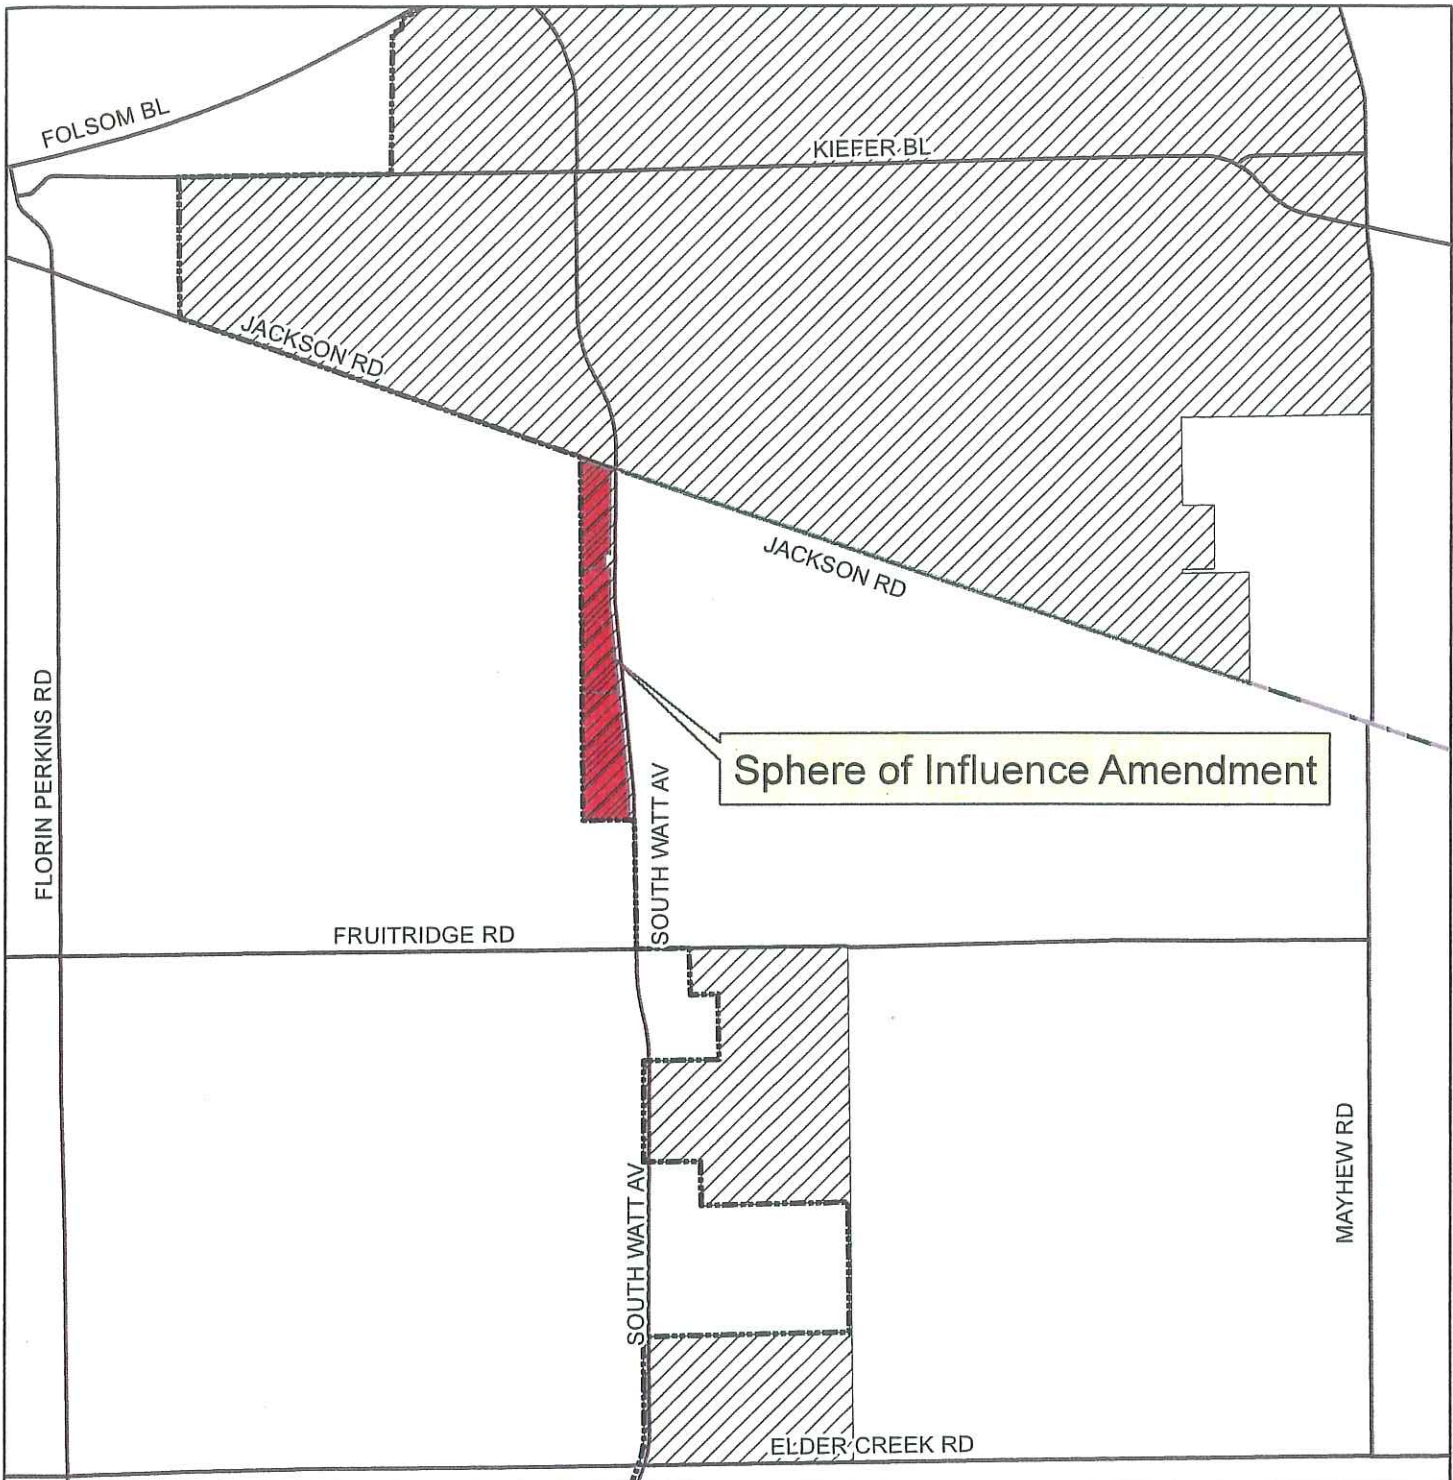 FOLSOM BL
KIEFER BL
JACKSON RD
JACKSON RD
FLORIN PERKINS RD
Sphere of Influence Amendment
SOUTH WATT AV
FRUITRIDGE RD
MAYHEW RD
SOUTH WATT AV
ELDER CREEK RD